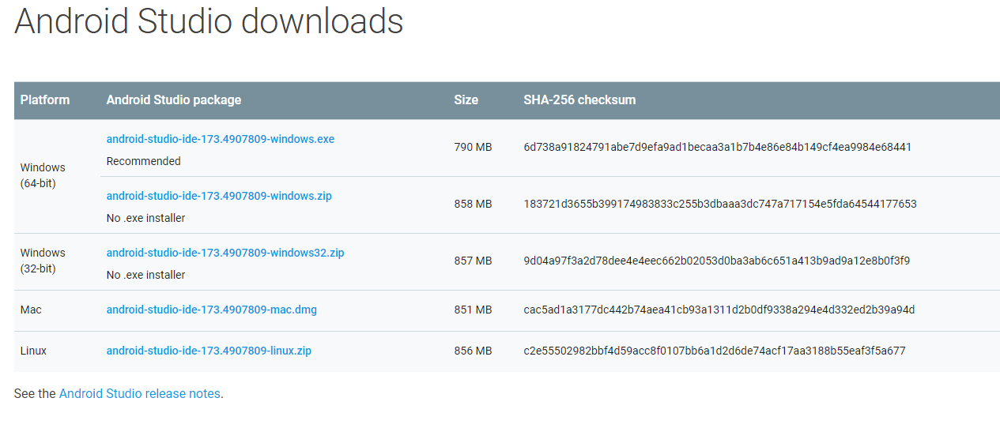 Android Studio downloads
Platform Android Studio package Size SHA-256 checksum
Windows
(64-bit)
android-studio-ide-173.4907809-windows.exe
Recommended
790 MB 6d738a91824791abe7d9efa9ad1becaa3a1b7b4e86e84b149cf4ea9984e68441
android-studio-ide-173.4907809-windows.zip
No .exe installer
858 MB 183721d3655b399174983833c255b3dbaaa3dc747a717154e5fda64544177653
Windows
(32-bit)
android-studio-ide-173.4907809-windows32.zip
No .exe installer
857 MB 9d04a97f3a2d78dee4e4eec662b02053d0ba3ab6c651a413b9ad9a12e8b0f3f9
Mac android-studio-ide-173.4907809-mac.dmg 851 MB cac5ad1a3177dc442b74aea41cb93a1311d2b0df9338a294e4d332ed2b39a94d
Linux android-studio-ide-173.4907809-linux.zip 856 MB c2e55502982bbf4d59acc8f0107bb6a1d2d6de74acf17aa3188b55eaf3f5a677
See the Android Studio release notes.